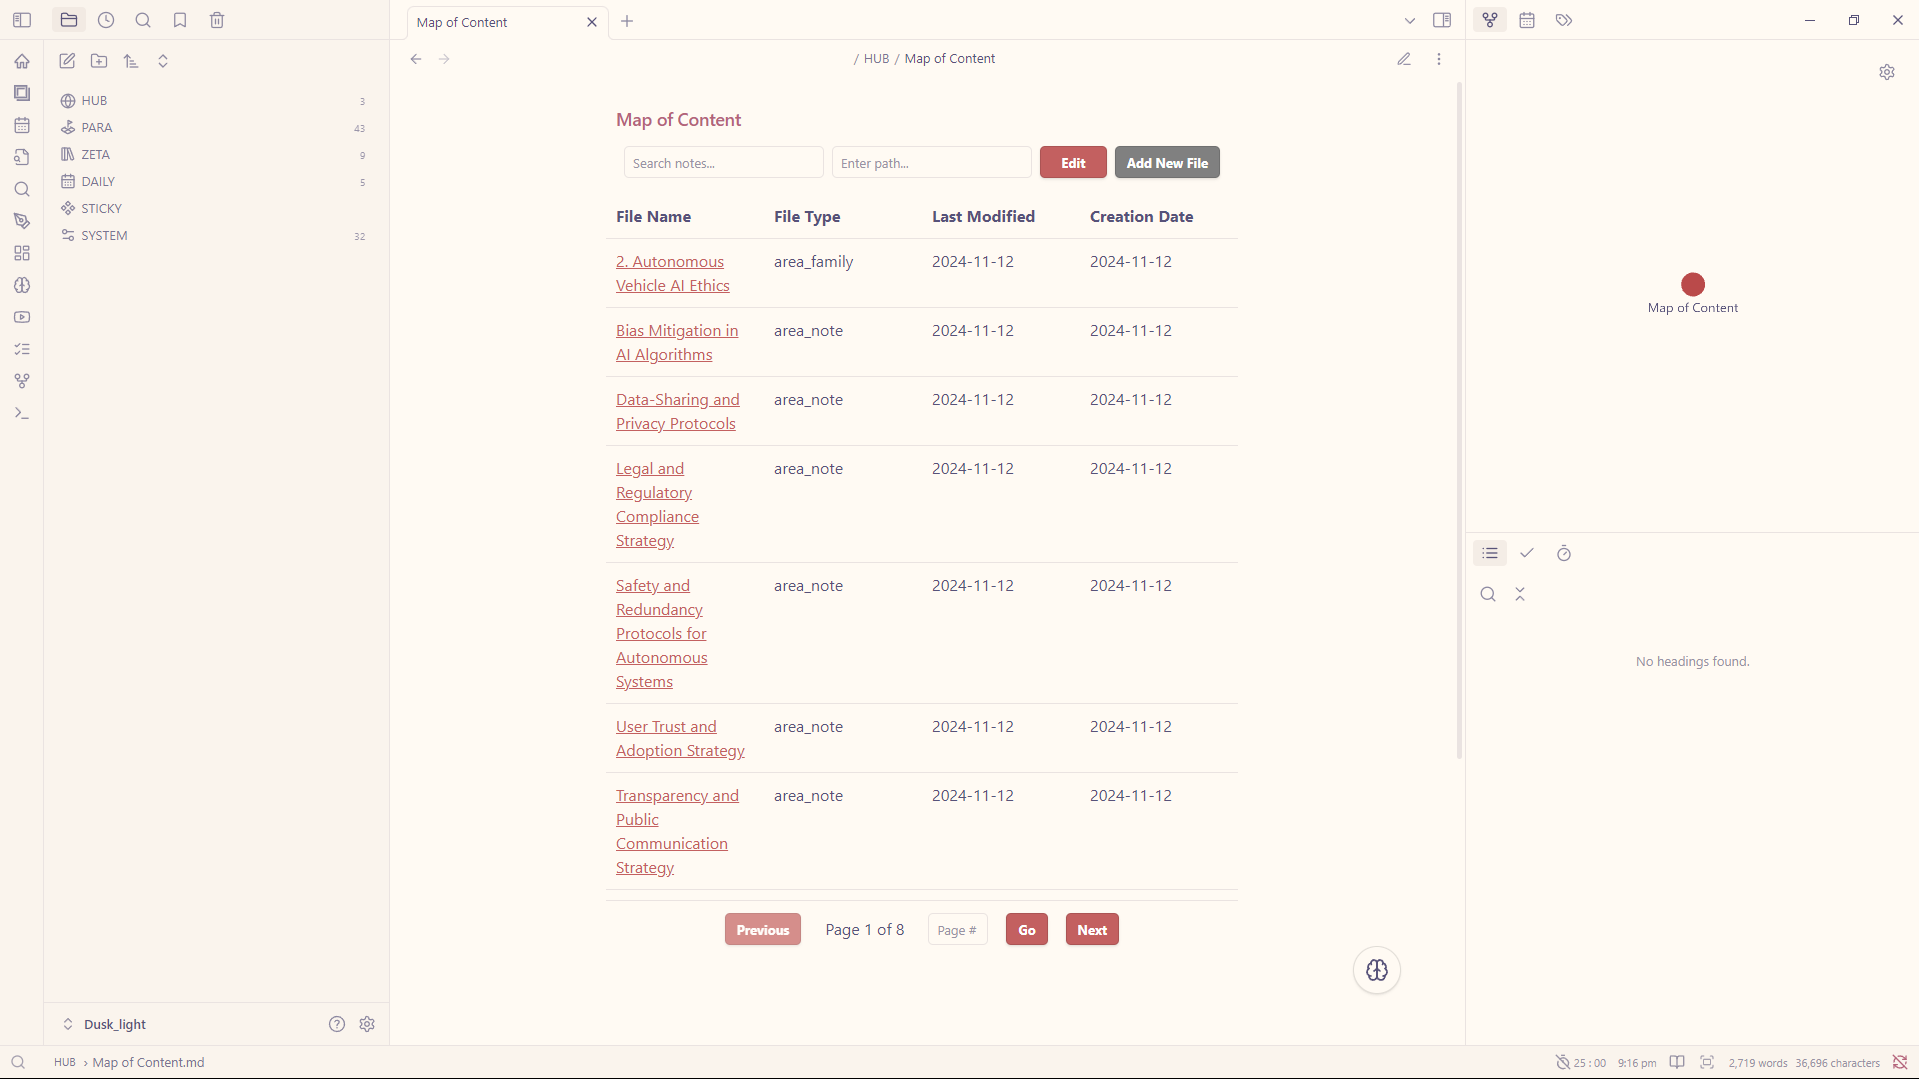 Map of Content
/ HUB / Map of Content
HUB 3
PARA 43
ZETA 9
DAILY 5
STICKY
SYSTEM 32
Map of Content
Search notes...
Enter path...
Edit
Add New File
File Name File Type Last Modified Creation Date
2. Autonomous
Vehicle AI Ethics
area_family 2024-11-12 2024-11-12
Bias Mitigation in
AI Algorithms
area_note 2024-11-12 2024-11-12
Data-Sharing and
Privacy Protocols
area_note 2024-11-12 2024-11-12
Legal and
Regulatory
Compliance
Strategy
area_note 2024-11-12 2024-11-12
Safety and
Redundancy
Protocols for
Autonomous
Systems
area_note 2024-11-12 2024-11-12
User Trust and
Adoption Strategy
area_note 2024-11-12 2024-11-12
Transparency and
Public
Communication
Strategy
area_note 2024-11-12 2024-11-12
Previous Page 1 of 8 Page # Go Next
Map of Content
No headings found.
Dusk_light
HUB › Map of Content.md
25 : 00 9:16 pm 2,719 words 36,696 characters